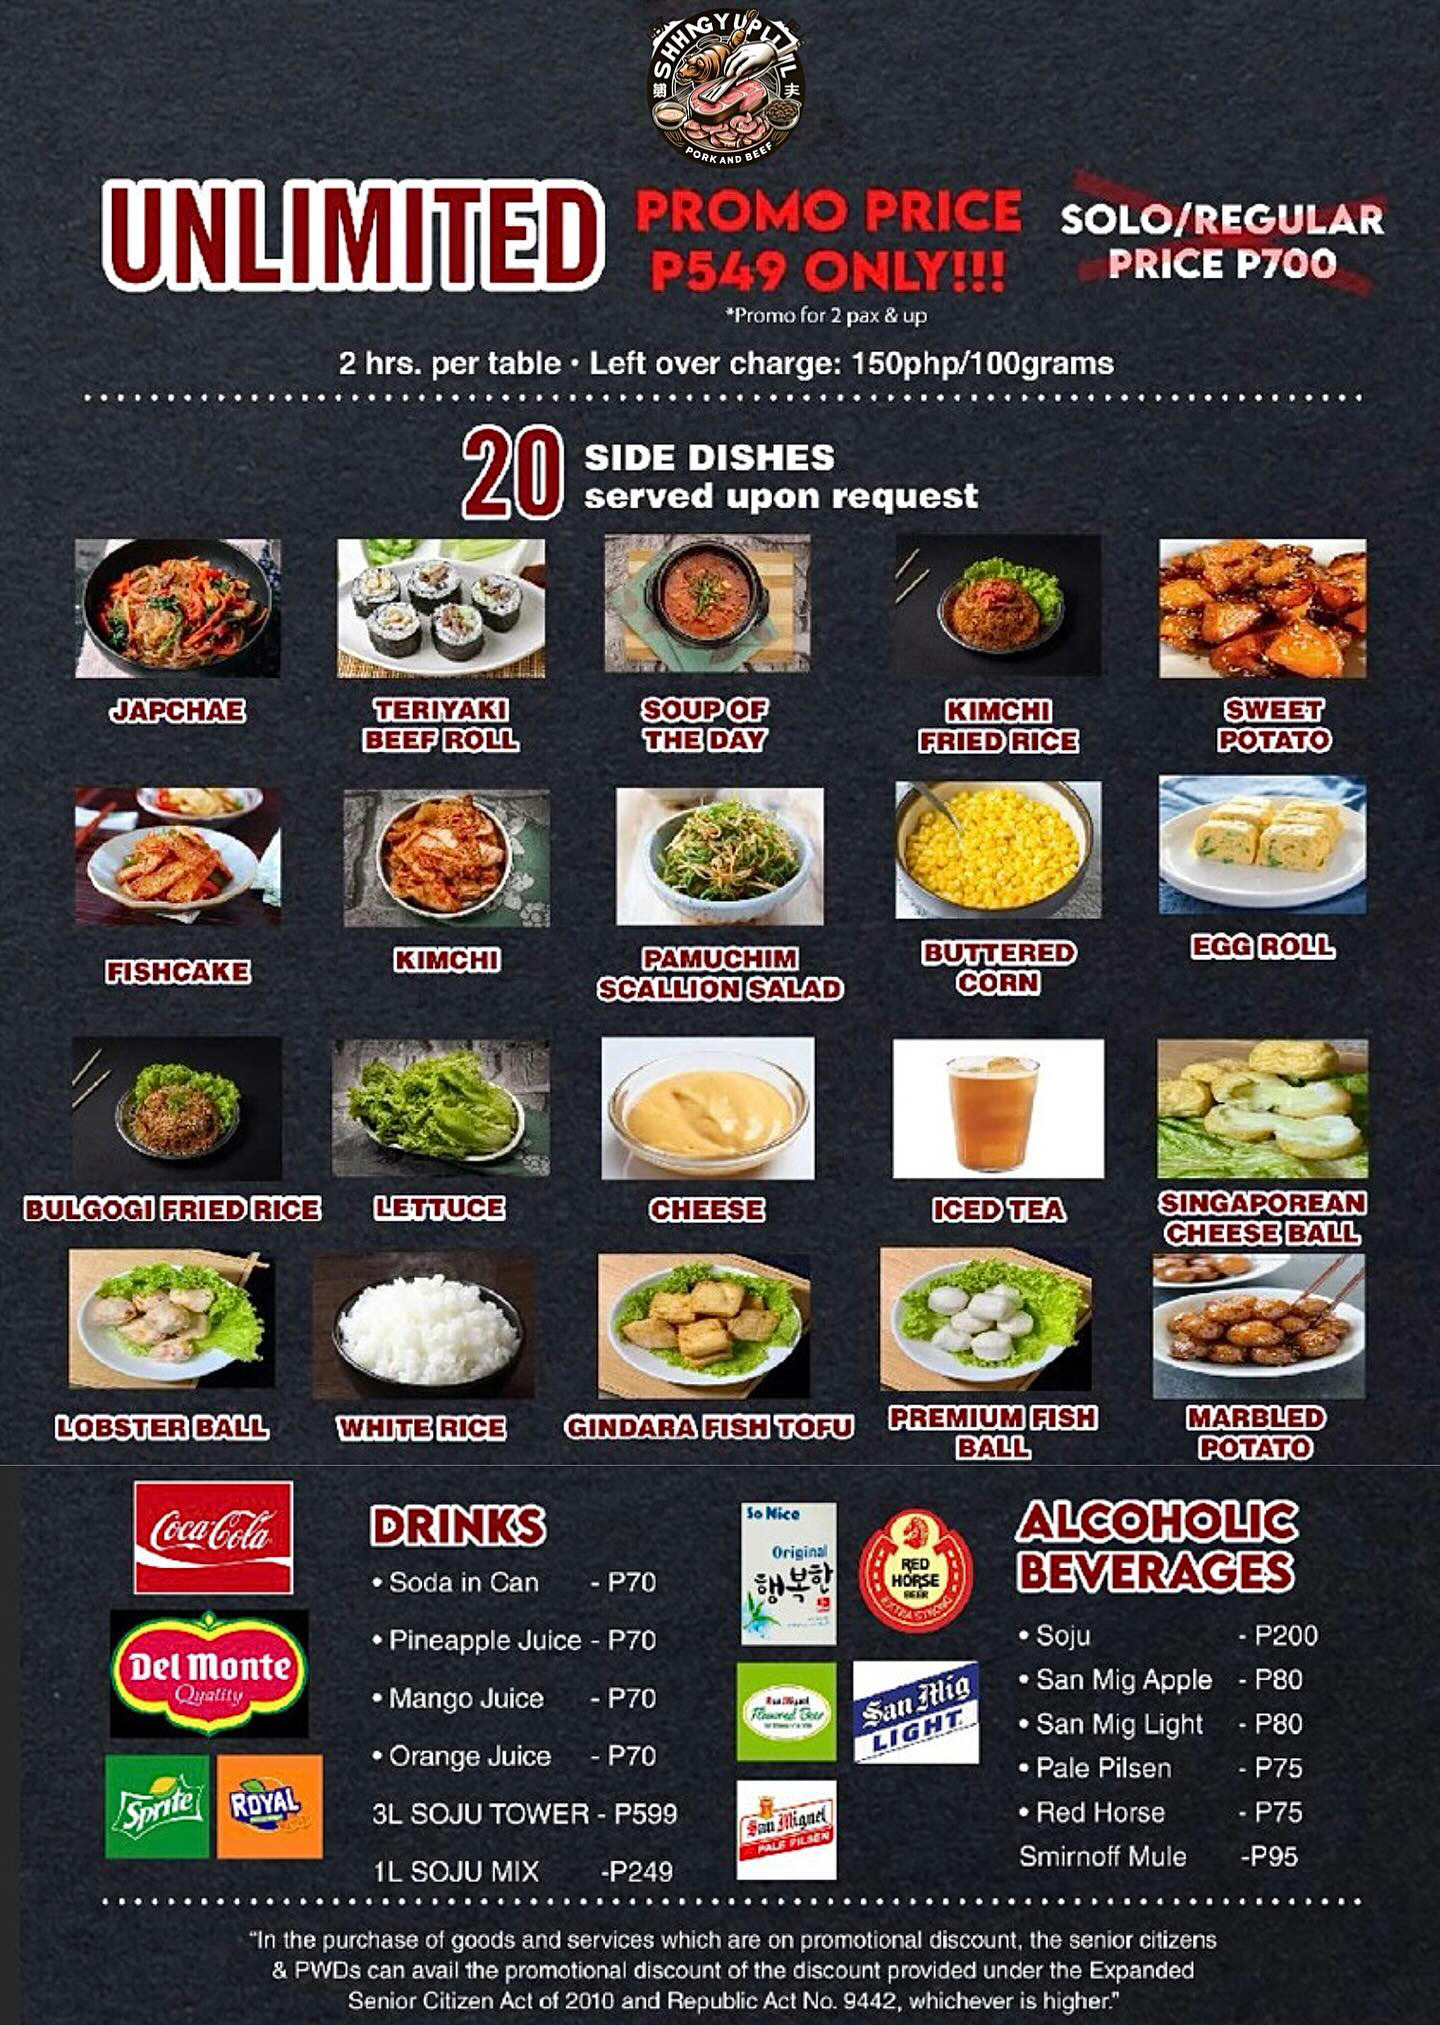 SHHNGYUPU IL
PORK AND BEEF
UNLIMITED
PROMO PRICE
P549 ONLY!!!
*Promo for 2 pax & up
SOLO/REGULAR
PRICE P700
2 hrs. per table • Left over charge: 150php/100grams
20
SIDE DISHES
served upon request
JAPCHAE
TERIYAKI
BEEF ROLL
SOUP OF
THE DAY
KIMCHI
FRIED RICE
SWEET
POTATO
FISHCAKE
KIMCHI
PAMUCHIM
SCALLION SALAD
BUTTERED
CORN
EGG ROLL
BULGOGI FRIED RICE
LETTUCE
CHEESE
ICED TEA
SINGAPOREAN
CHEESE BALL
LOBSTER BALL
WHITE RICE
GINDARA FISH TOFU
PREMIUM FISH
BALL
MARBLED
POTATO
Coca-Cola
Del Monte
Quality
Sprite
ROYAL
DRINKS
• Soda in Can - P70
• Pineapple Juice - P70
• Mango Juice - P70
• Orange Juice - P70
3L SOJU TOWER - P599
1L SOJU MIX -P249
So Nice
Original
행복한
RED
HORSE
BEER
EXTRA STRONG
San Miguel
Flavored Beer
San Mig
LIGHT
San Miguel
PALE PILSEN
ALCOHOLIC
BEVERAGES
• Soju - P200
• San Mig Apple - P80
• San Mig Light - P80
• Pale Pilsen - P75
• Red Horse - P75
Smirnoff Mule -P95
"In the purchase of goods and services which are on promotional discount, the senior citizens
& PWDs can avail the promotional discount of the discount provided under the Expanded
Senior Citizen Act of 2010 and Republic Act No. 9442, whichever is higher."